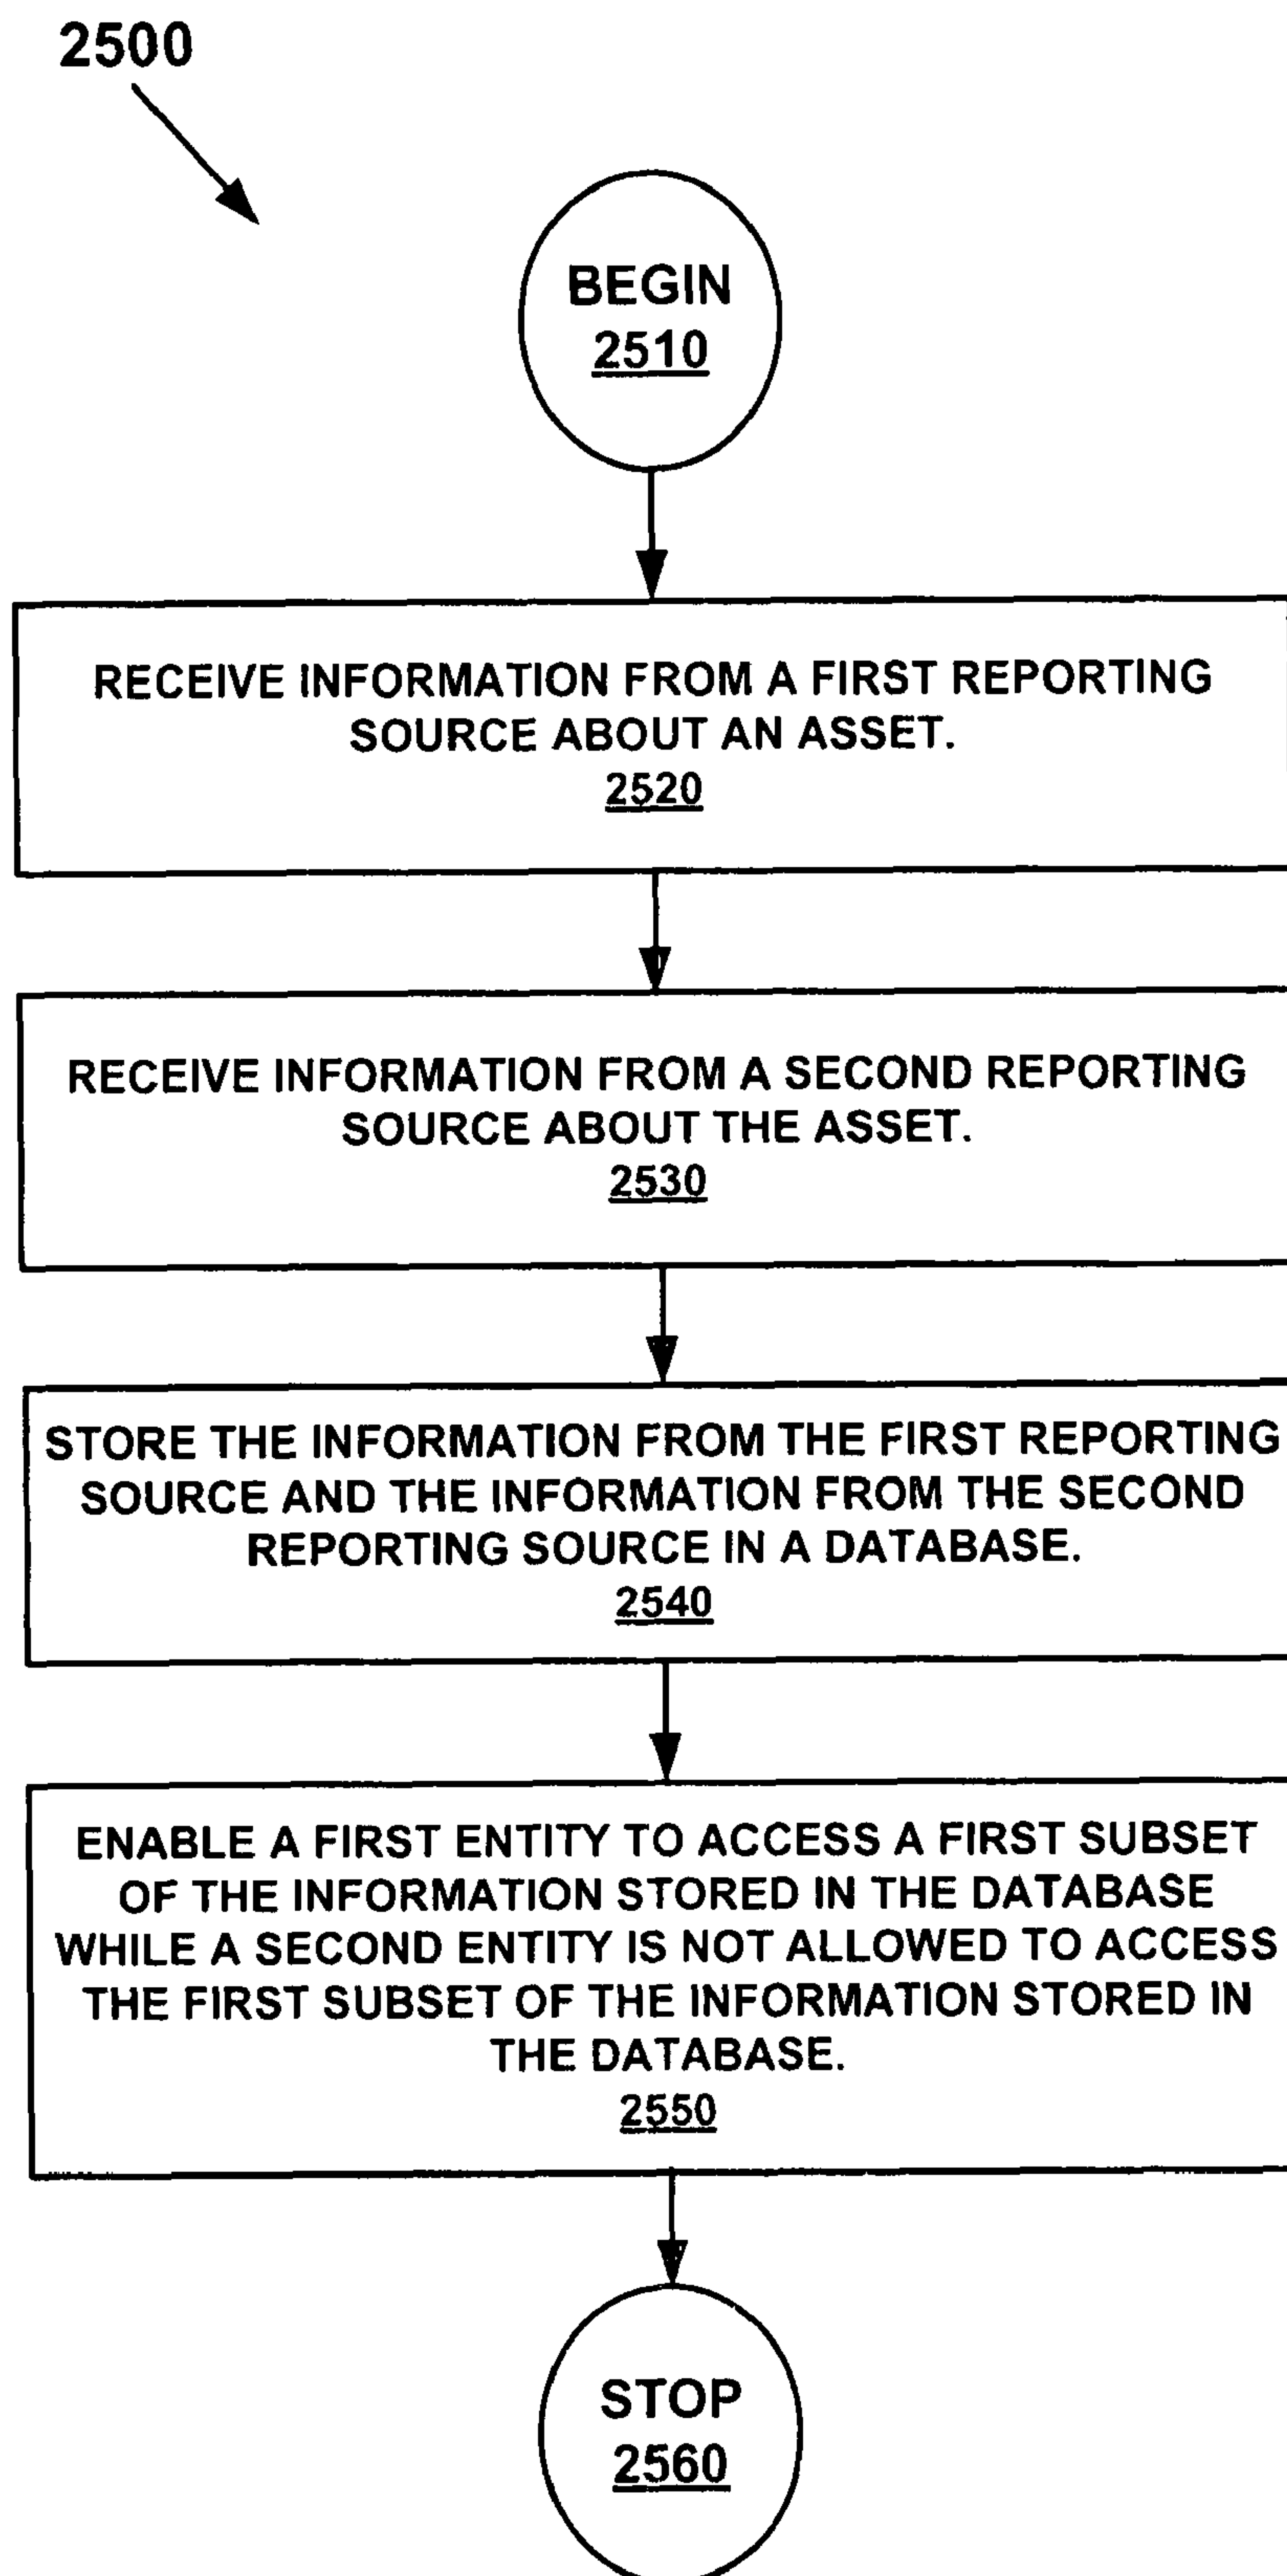 2500
BEGIN
2510
RECEIVE INFORMATION FROM A FIRST REPORTING
SOURCE ABOUT AN ASSET.
2520
RECEIVE INFORMATION FROM A SECOND REPORTING
SOURCE ABOUT THE ASSET.
2530
STORE THE INFORMATION FROM THE FIRST REPORTING
SOURCE AND THE INFORMATION FROM THE SECOND
REPORTING SOURCE IN A DATABASE.
2540
ENABLE A FIRST ENTITY TO ACCESS A FIRST SUBSET
OF THE INFORMATION STORED IN THE DATABASE
WHILE A SECOND ENTITY IS NOT ALLOWED TO ACCESS
THE FIRST SUBSET OF THE INFORMATION STORED IN
THE DATABASE.
2550
STOP
2560